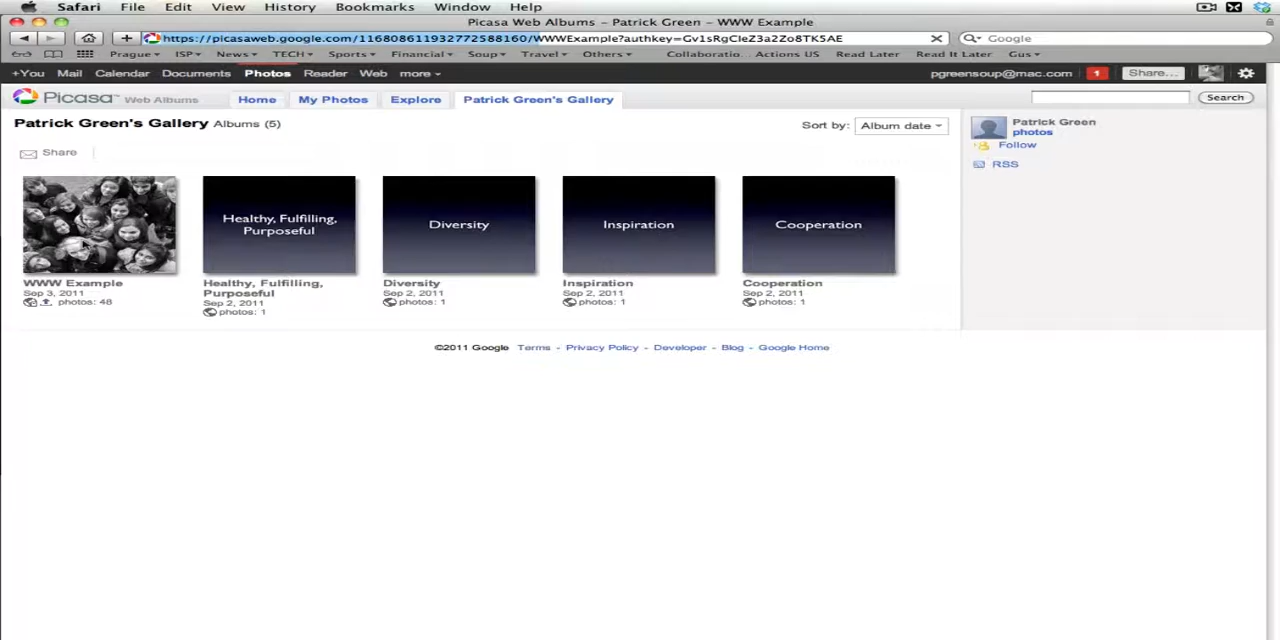 Safari File Edit View History Bookmarks Window Help
Picasa Web Albums – Patrick Green – WWW Example
https://picasaweb.google.com/116808611932772588160/WWWExample?authkey=Gv1sRgCIeZ3a2Zo8TK5AE Google
Prague ISP News TECH Sports Financial Soup Travel Others Collaboratio... Actions US Read Later Read It Later Gus
+You Mail Calendar Documents Photos Reader Web more pgreensoup@mac.com 1 Share...
Picasa™ Web Albums Home My Photos Explore Patrick Green's Gallery Search
Patrick Green's Gallery Albums (5) Sort by: Album date
Patrick Green
photos
Follow
RSS
Share
Healthy, Fulfilling,
Purposeful
Diversity
Inspiration
Cooperation
WWW Example
Sep 3, 2011
photos: 48
Healthy, Fulfilling,
Purposeful
Sep 2, 2011
photos: 1
Diversity
Sep 2, 2011
photos: 1
Inspiration
Sep 2, 2011
photos: 1
Cooperation
Sep 2, 2011
photos: 1
©2011 Google Terms - Privacy Policy - Developer - Blog - Google Home